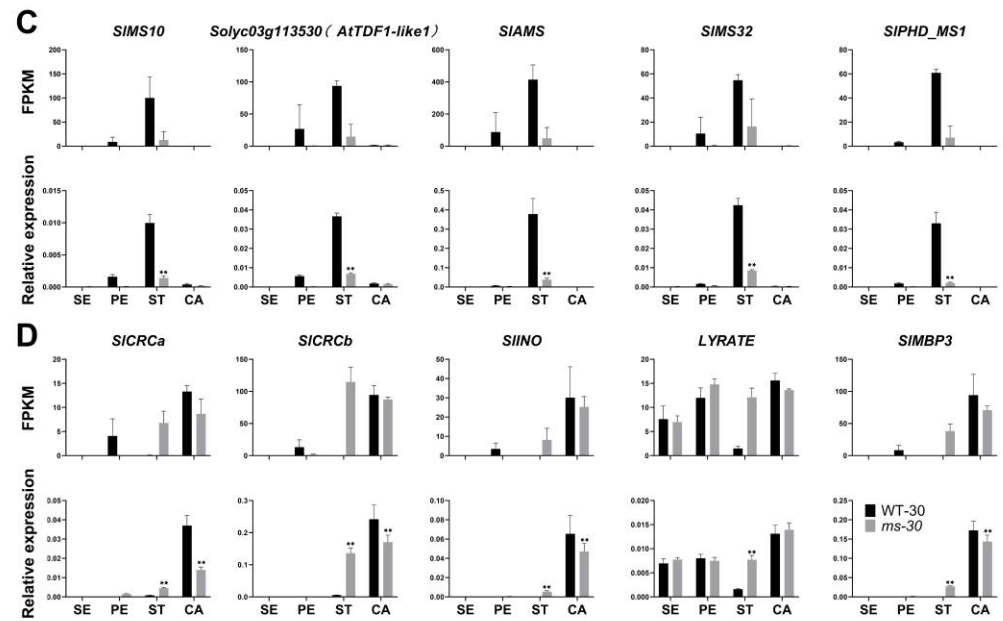 C
SlMS10 Solyc03g113530( AtTDF1-like1) SlAMS SlMS32 SlPHD_MS1
FPKM
200 150 600 80 80
150 100 400 60 60
100 40 40
50 50 200 20 20
0 0 0 0 0
Relative expression
0.015 0.05 0.5 0.05 0.05
0.04 0.4 0.04 0.04
0.010 0.03 0.3 0.03 0.03
0.005 0.02 0.2 0.02 0.02
** 0.01 ** 0.1 ** 0.01 ** 0.01 **
0.000 0.00 0.0 0.00 0.00
SE PE ST CA SE PE ST CA SE PE ST CA SE PE ST CA SE PE ST CA
D
SlCRCa SlCRCb SlINO LYRATE SlMBP3
FPKM
20 150 50 20 150
15 40 15
100 30 100
10 20 10
5 50 10 5 50
0 0 0 0 0
Relative expression
0.05 0.3 0.10 0.020 0.25
0.04 0.08 0.015 0.20
0.03 0.2 0.06 0.15
0.02 0.04 0.010 0.10
0.01 0.1 0.02 0.005 0.05
0.00 0.0 0.00 0.000 0.00
** ** ** ** ** ** ** ** **
WT-30
ms-30
SE PE ST CA SE PE ST CA SE PE ST CA SE PE ST CA SE PE ST CA